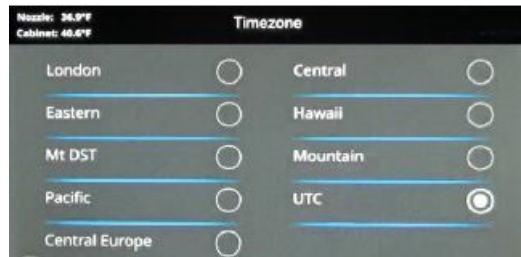 Nozzle: 36.9°F
Cabinet: 40.6°F
Timezone
London
Central
Eastern
Hawaii
Mt DST
Mountain
Pacific
UTC
Central Europe